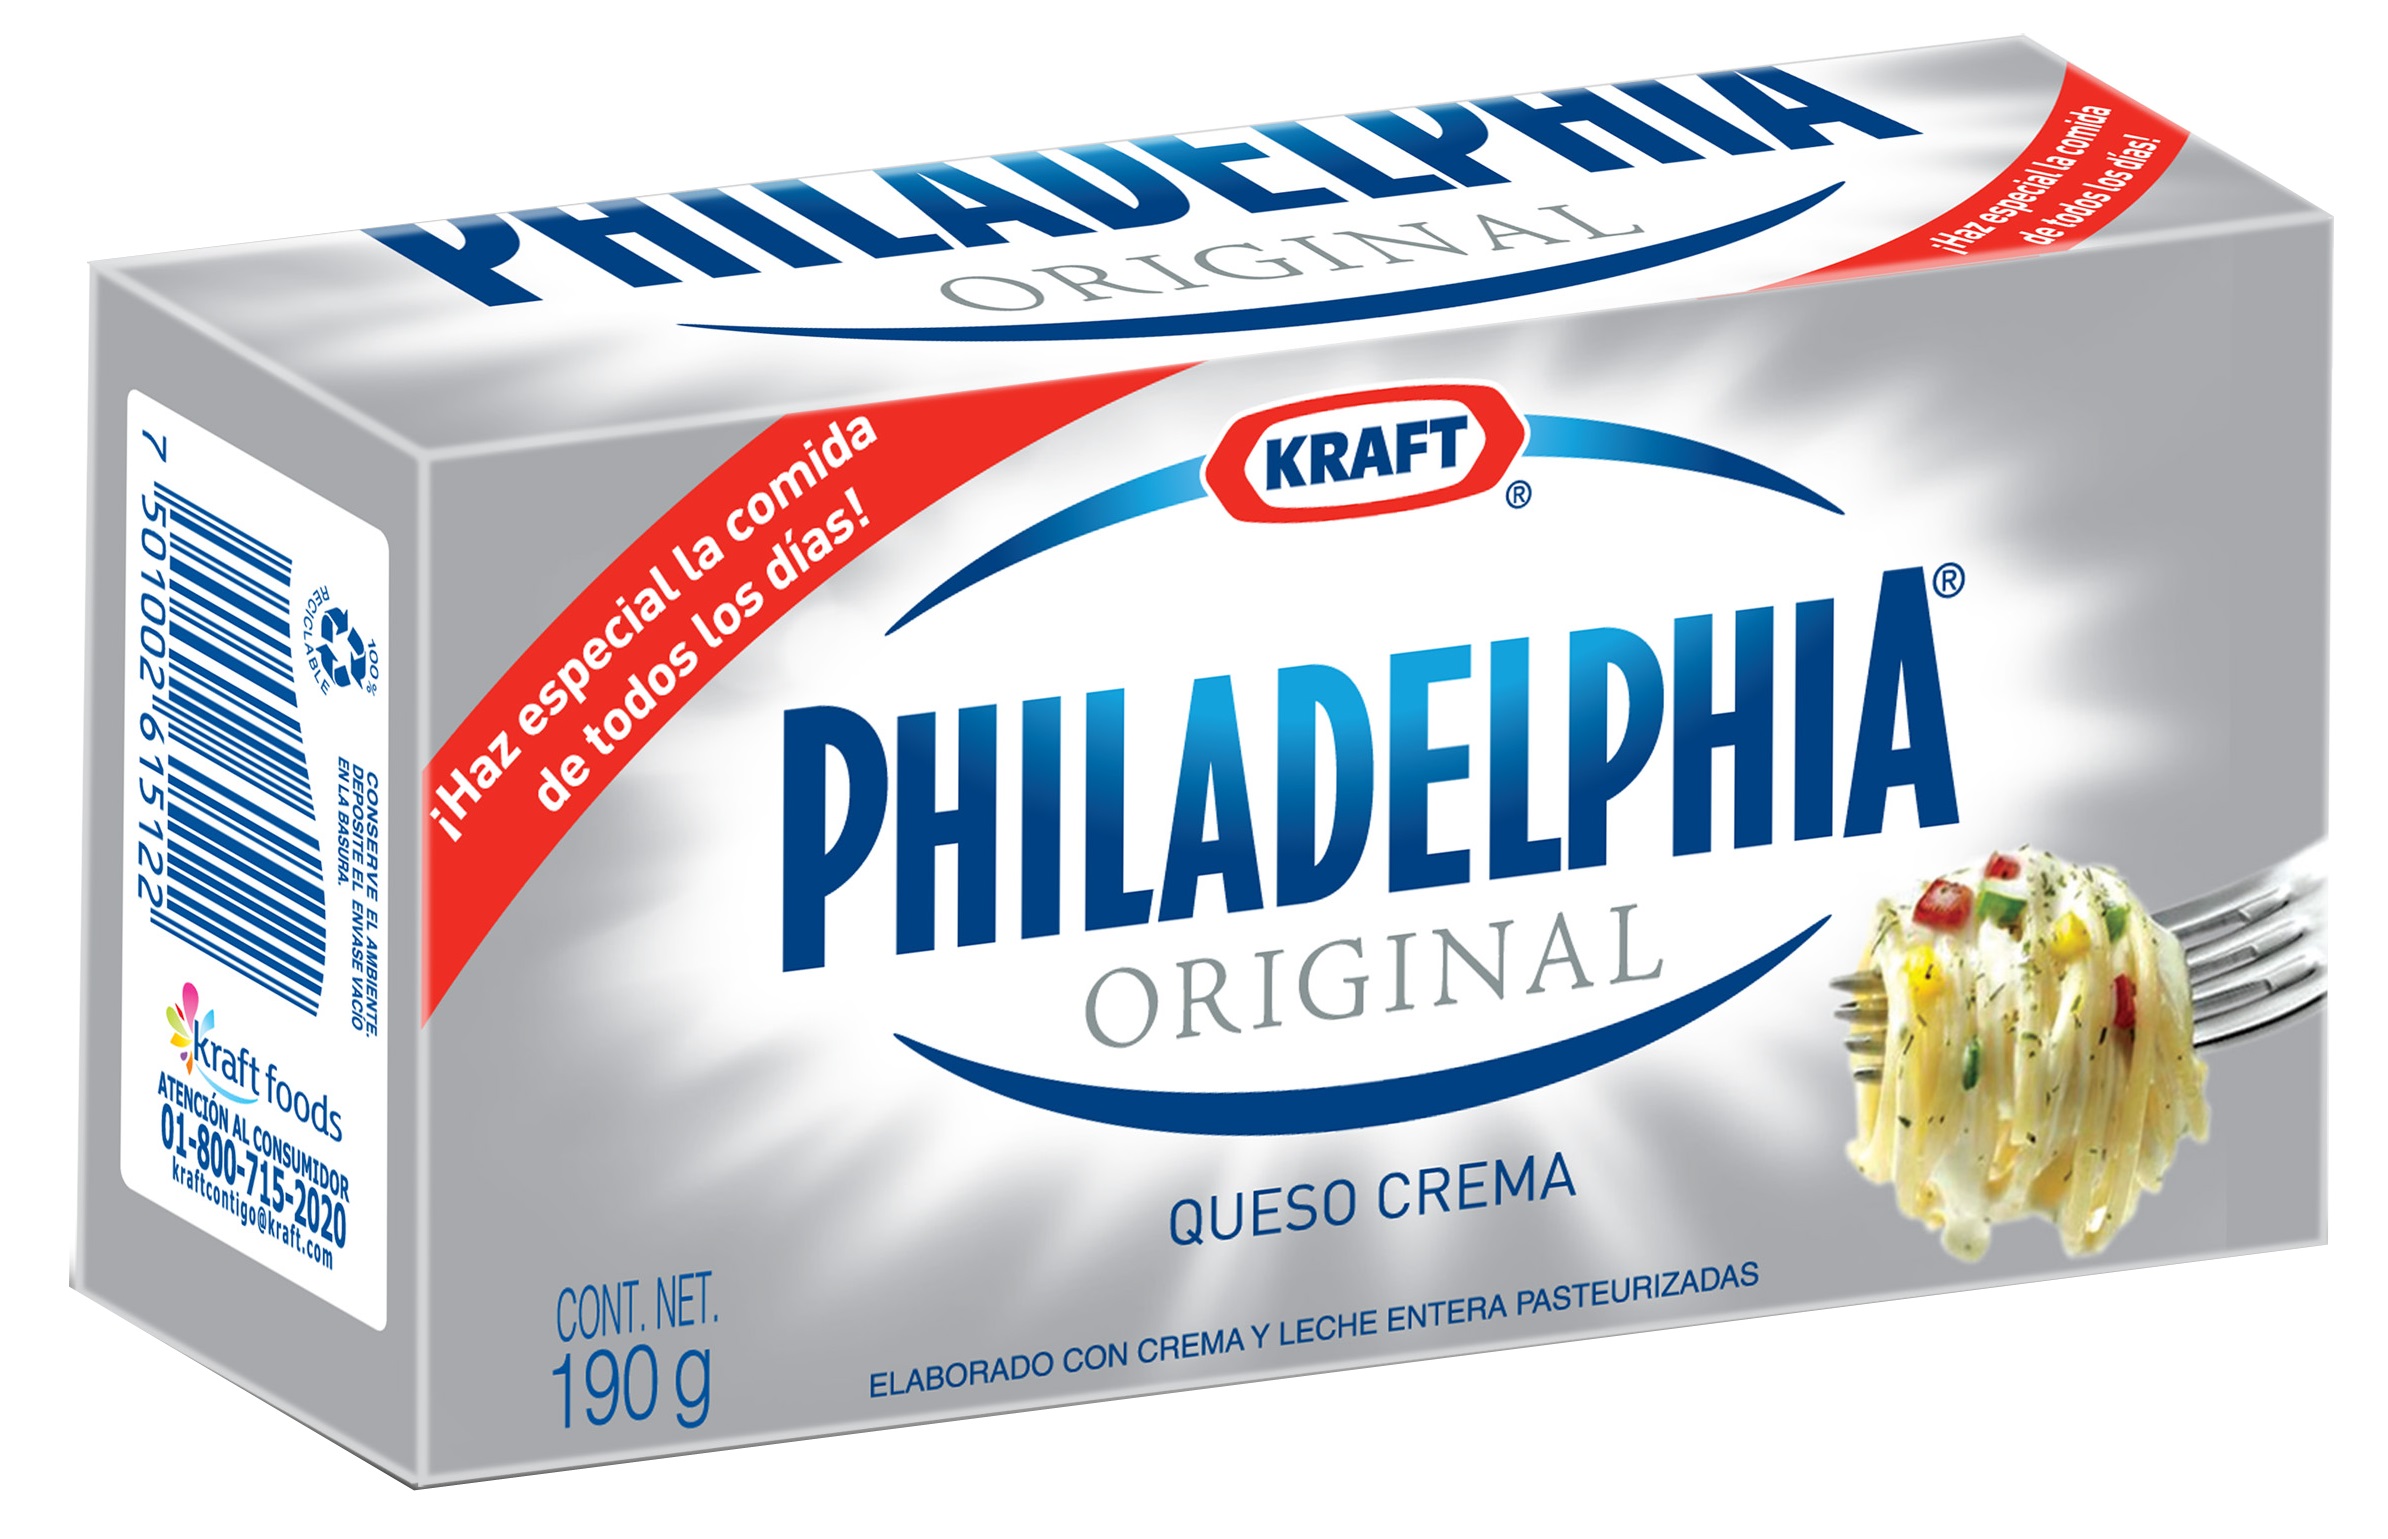 PHILADELPHIA
ORIGINAL
¡Haz especial la comida
de todos los días!
¡Haz especial la comida
de todos los días!
KRAFT®
PHILADELPHIA®
ORIGINAL
QUESO CREMA
ELABORADO CON CREMA Y LECHE ENTERA PASTEURIZADAS
CONT. NET.
190 g
7 501002 615122
100%
RECICLABLE
CONSERVE EL AMBIENTE.
DEPOSITE EL ENVASE VACÍO
EN LA BASURA.
kraft foods
ATENCIÓN AL CONSUMIDOR
01-800-715-2020
kraftcontigo@kraft.com